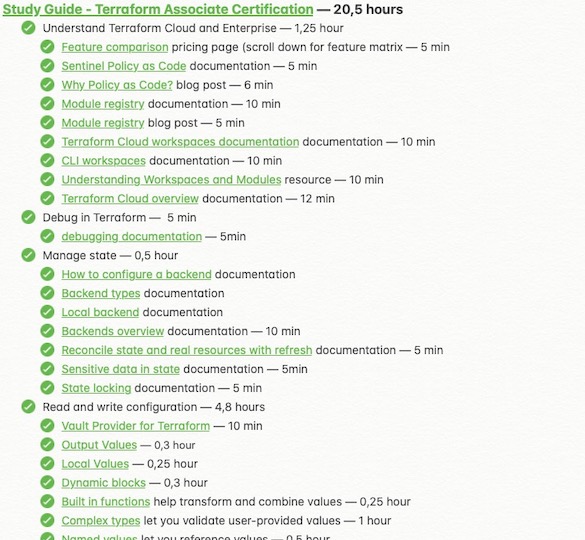 Study Guide - Terraform Associate Certification — 20,5 hours
Understand Terraform Cloud and Enterprise — 1,25 hour
Feature comparison pricing page (scroll down for feature matrix — 5 min
Sentinel Policy as Code documentation — 5 min
Why Policy as Code? blog post — 6 min
Module registry documentation — 10 min
Module registry blog post — 5 min
Terraform Cloud workspaces documentation documentation — 10 min
CLI workspaces documentation — 10 min
Understanding Workspaces and Modules resource — 10 min
Terraform Cloud overview documentation — 12 min
Debug in Terraform —  5 min
debugging documentation — 5min
Manage state — 0,5 hour
How to configure a backend documentation
Backend types documentation
Local backend documentation
Backends overview documentation — 10 min
Reconcile state and real resources with refresh documentation — 5 min
Sensitive data in state documentation — 5min
State locking documentation — 5 min
Read and write configuration — 4,8 hours
Vault Provider for Terraform — 10 min
Output Values — 0,3 hour
Local Values — 0,25 hour
Dynamic blocks — 0,3 hour
Built in functions help transform and combine values — 0,25 hour
Complex types let you validate user-provided values — 1 hour
Named values let you reference values — 0,5 hour